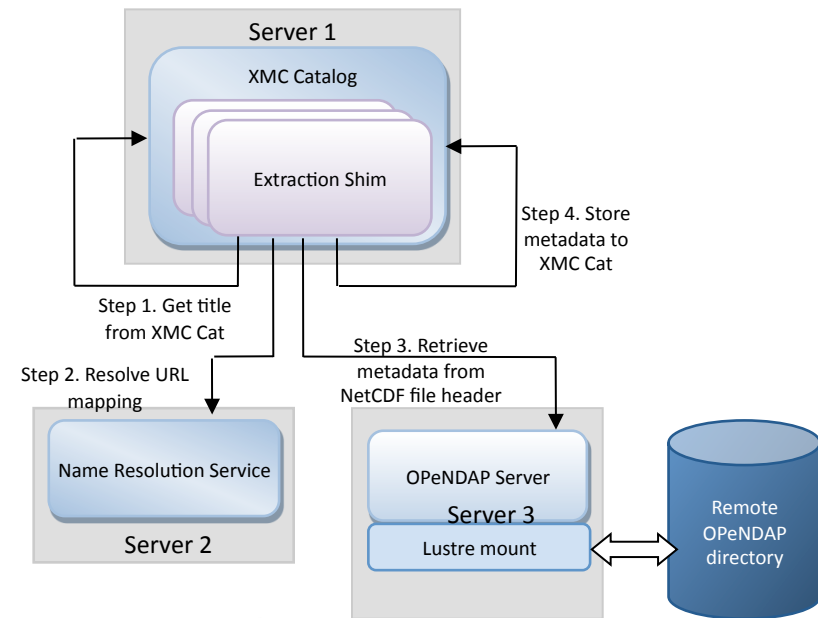 Server 1
XMC Catalog
Extraction Shim
Step 4. Store
metadata to
XMC Cat
Step 1. Get title
from XMC Cat
Step 3. Retrieve
metadata from
NetCDF file header
Step 2. Resolve URL
mapping
Name Resolution Service
Server 2
OPeNDAP Server
Server 3
Lustre mount
Remote
OPeNDAP
directory